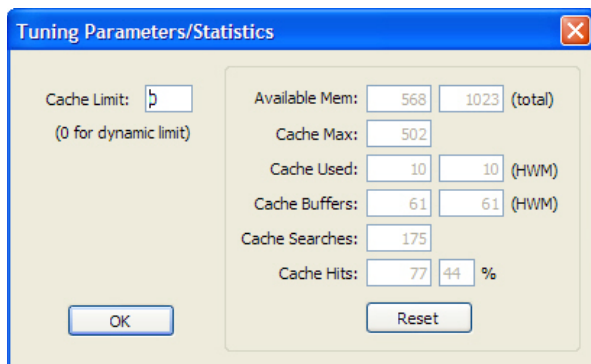 Tuning Parameters/Statistics
Cache Limit: 0
(0 for dynamic limit)
Available Mem: 568 1023 (total)
Cache Max: 502
Cache Used: 10 10 (HWM)
Cache Buffers: 61 61 (HWM)
Cache Searches: 175
Cache Hits: 77 44 %
OK
Reset